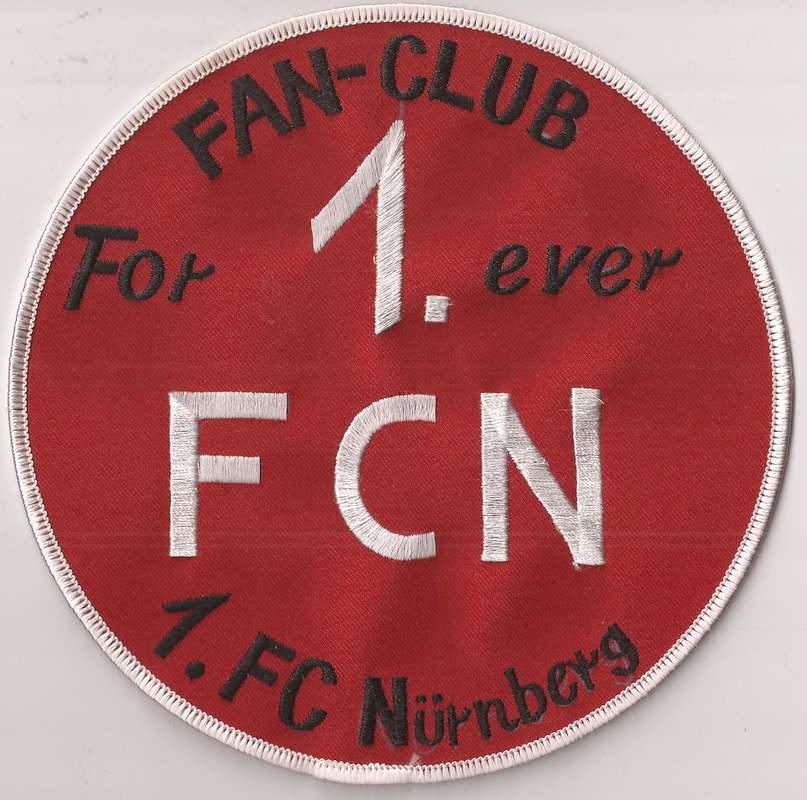 FAN-CLUB
For 1. ever
FCN
1. FC Nürnberg